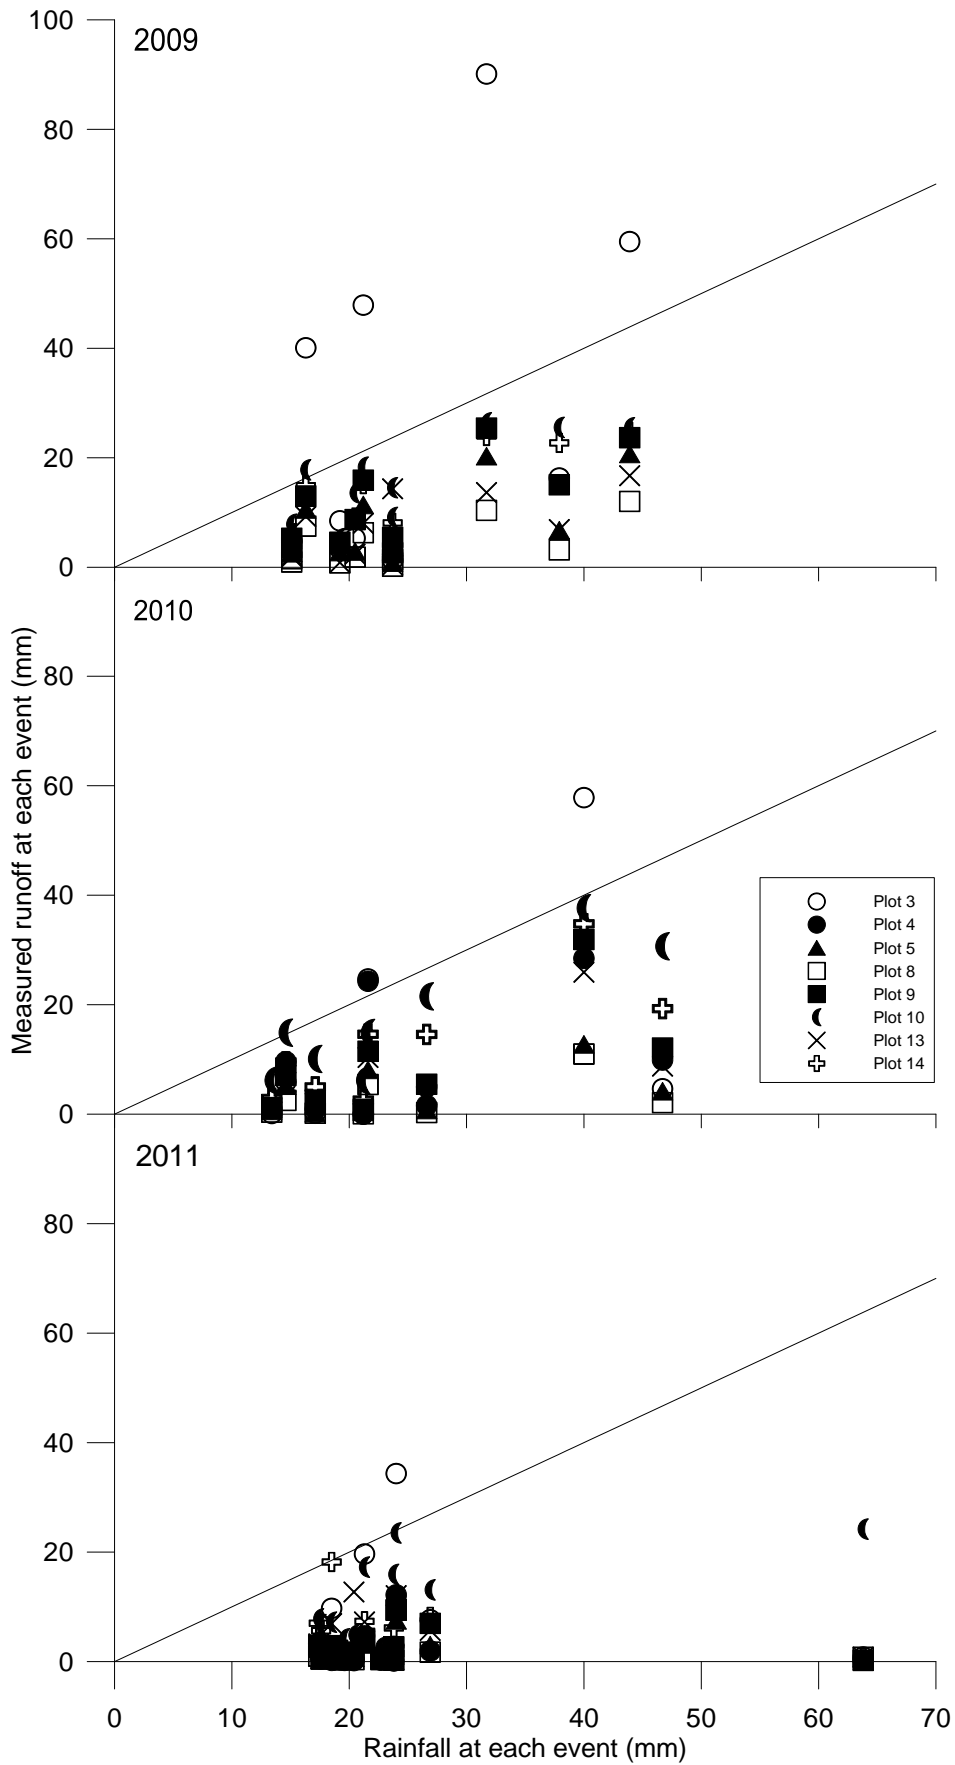 100
2009
80
60
40
20
0
2010
80
60
40
20
0
Plot 3
Plot 4
Plot 5
Plot 8
Plot 9
Plot 10
Plot 13
Plot 14
Measured runoff at each event (mm)
2011
80
60
40
20
0
0 10 20 30 40 50 60 70
Rainfall at each event (mm)